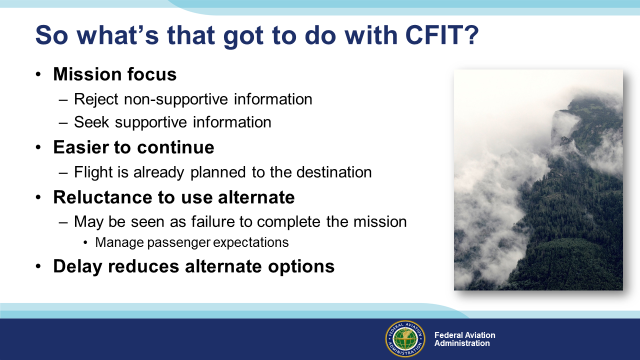 So what's that got to do with CFIT?
• Mission focus
– Reject non-supportive information
– Seek supportive information
• Easier to continue
– Flight is already planned to the destination
• Reluctance to use alternate
– May be seen as failure to complete the mission
• Manage passenger expectations
• Delay reduces alternate options
Federal Aviation
Administration